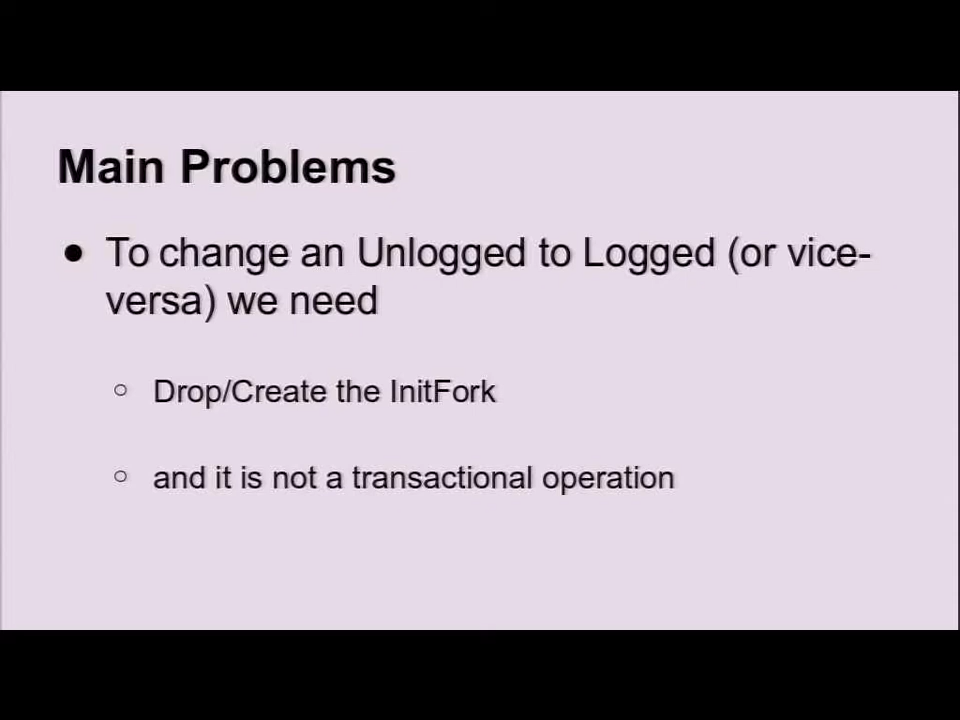 Main Problems
● To change an Unlogged to Logged (or vice-
versa) we need
○ Drop/Create the InitFork
○ and it is not a transactional operation